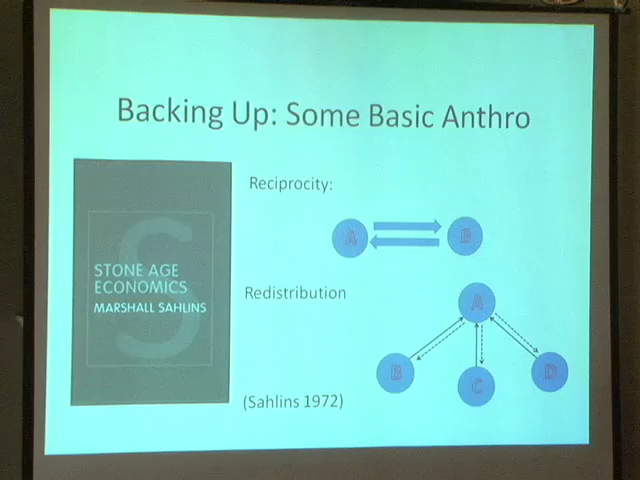 Backing Up: Some Basic Anthro
Reciprocity:
A
B
STONE AGE
ECONOMICS
MARSHALL SAHLINS
S
Redistribution
A
B
C
D
(Sahlins 1972)